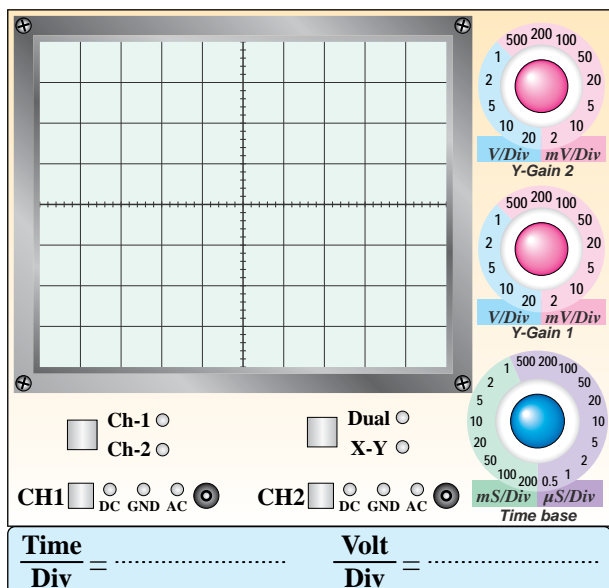 500 200 100
1 50
2 20
5 5
10 10
20 2
V/Div mV/Div
Y-Gain 2
500 200 100
1 50
2 20
5 5
10 10
20 2
V/Div mV/Div
Y-Gain 1
1 500 200 100
2 50
5 20
10 10
20 5
50 2
100 1
200 0.5
mS/Div µS/Div
Time base
Ch-1
Ch-2
Dual
X-Y
CH1 DC GND AC
CH2 DC GND AC
Time
Div
= ....................
Volt
Div
= ....................